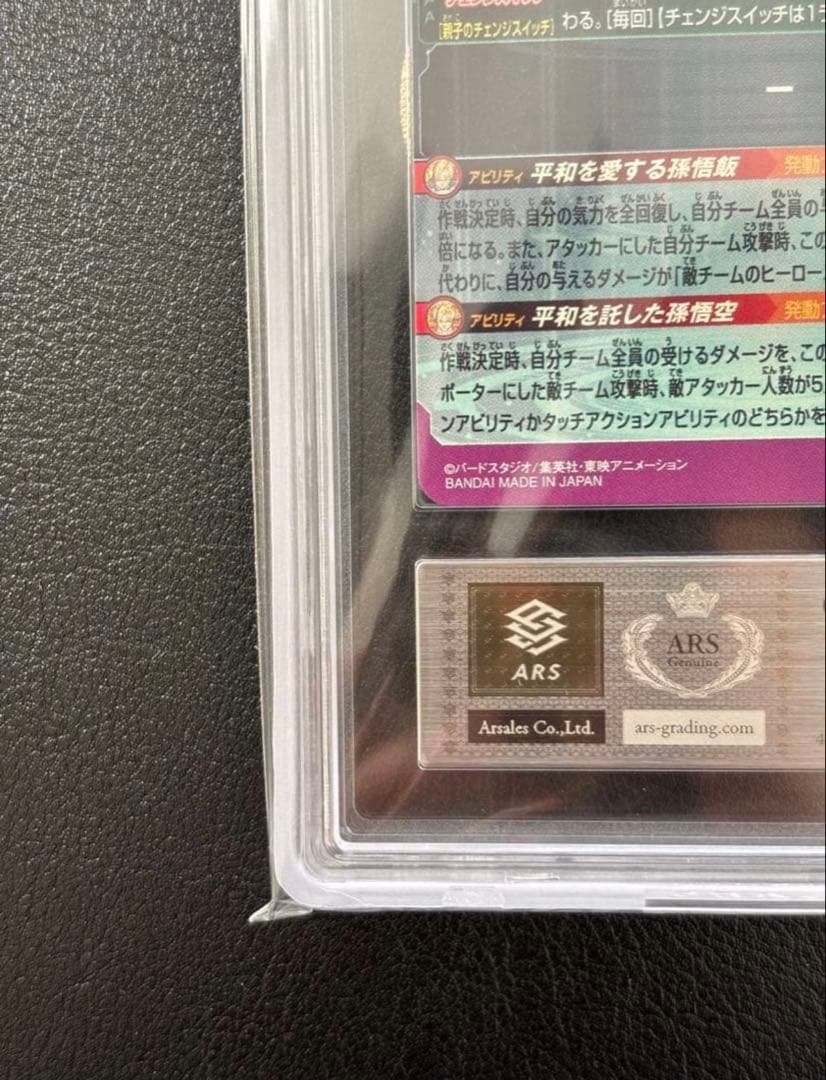 [親子のチェンジスイッチ] わる。[毎回]【チェンジスイッチは1
ー
アビリティ 平和を愛する孫悟飯 発動
作戦決定時、自分の気力を全回復し、自分チーム全員の
倍になる。また、アタッカーにした自分チーム攻撃時、この
代わりに、自分の与えるダメージが「敵チームのヒーロー
アビリティ 平和を託した孫悟空 発動
作戦決定時、自分チーム全員の受けるダメージを、この
ポーターにした敵チーム攻撃時、敵アタッカー人数が5
ンアビリティかタッチアクションアビリティのどちらかを
©バードスタジオ/集英社・東映アニメーション
BANDAI MADE IN JAPAN
ARS
ARS
Genuine
Arsales Co.,Ltd.
ars-grading.com